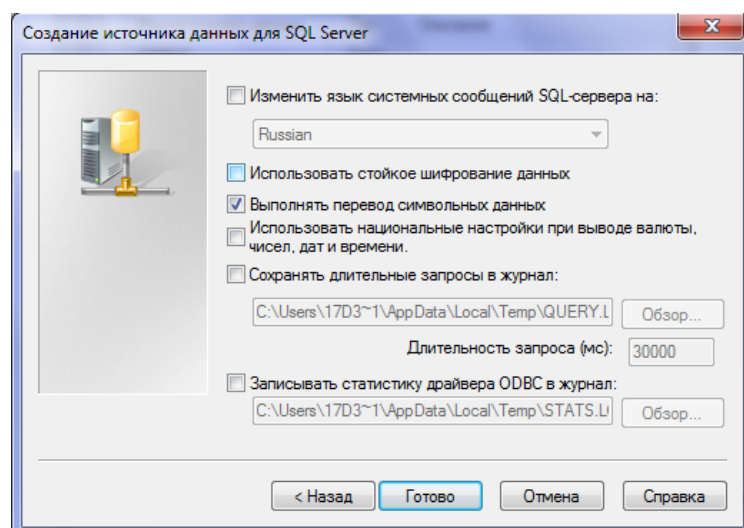 Создание источника данных для SQL Server
Изменить язык системных сообщений SQL-сервера на:
Russian
Использовать стойкое шифрование данных
Выполнять перевод символьных данных
Использовать национальные настройки при выводе валюты,
чисел, дат и времени.
Сохранять длительные запросы в журнал:
C:\Users\17D3~1\AppData\Local\Temp\QUERY.L
Обзор...
Длительность запроса (мс):
30000
Записывать статистику драйвера ODBC в журнал:
C:\Users\17D3~1\AppData\Local\Temp\STATS.L
Обзор...
< Назад
Готово
Отмена
Справка